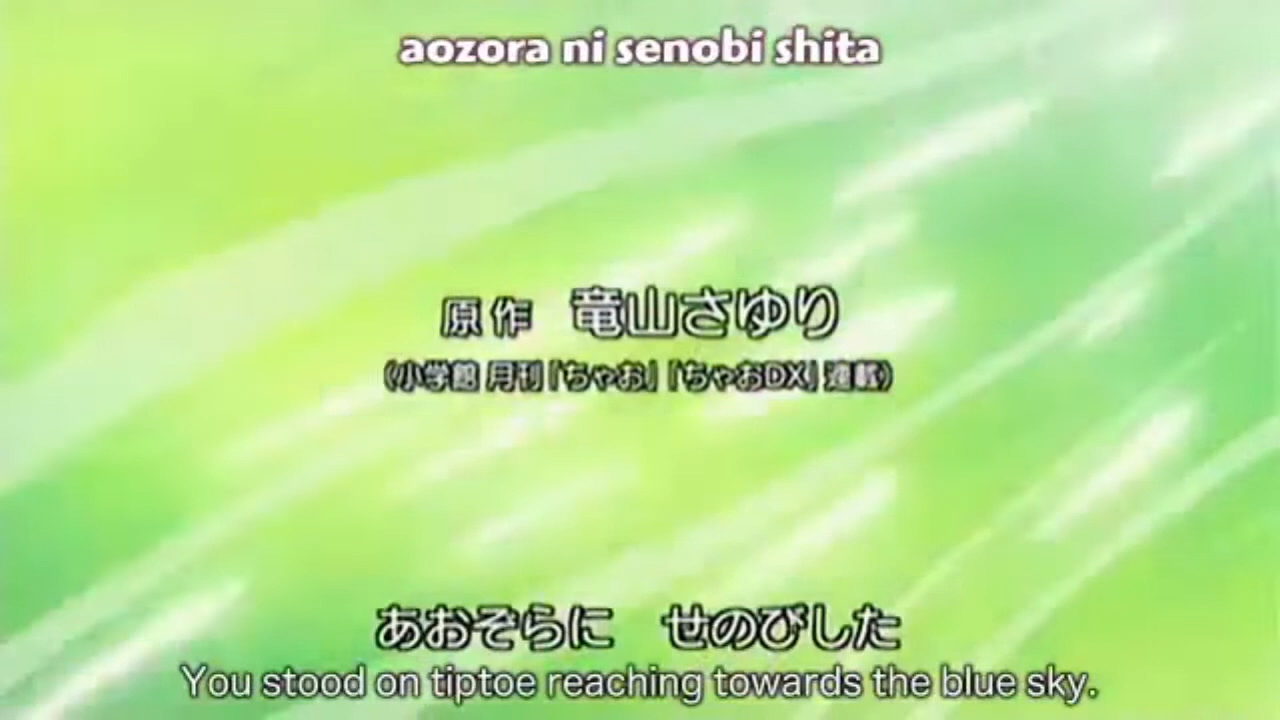 aozora ni senobi shita
原作 竜山さゆり
(小学館 月刊「ちゃお」「ちゃおDX」連載)
あおぞらに せのびした
You stood on tiptoe reaching towards the blue sky.